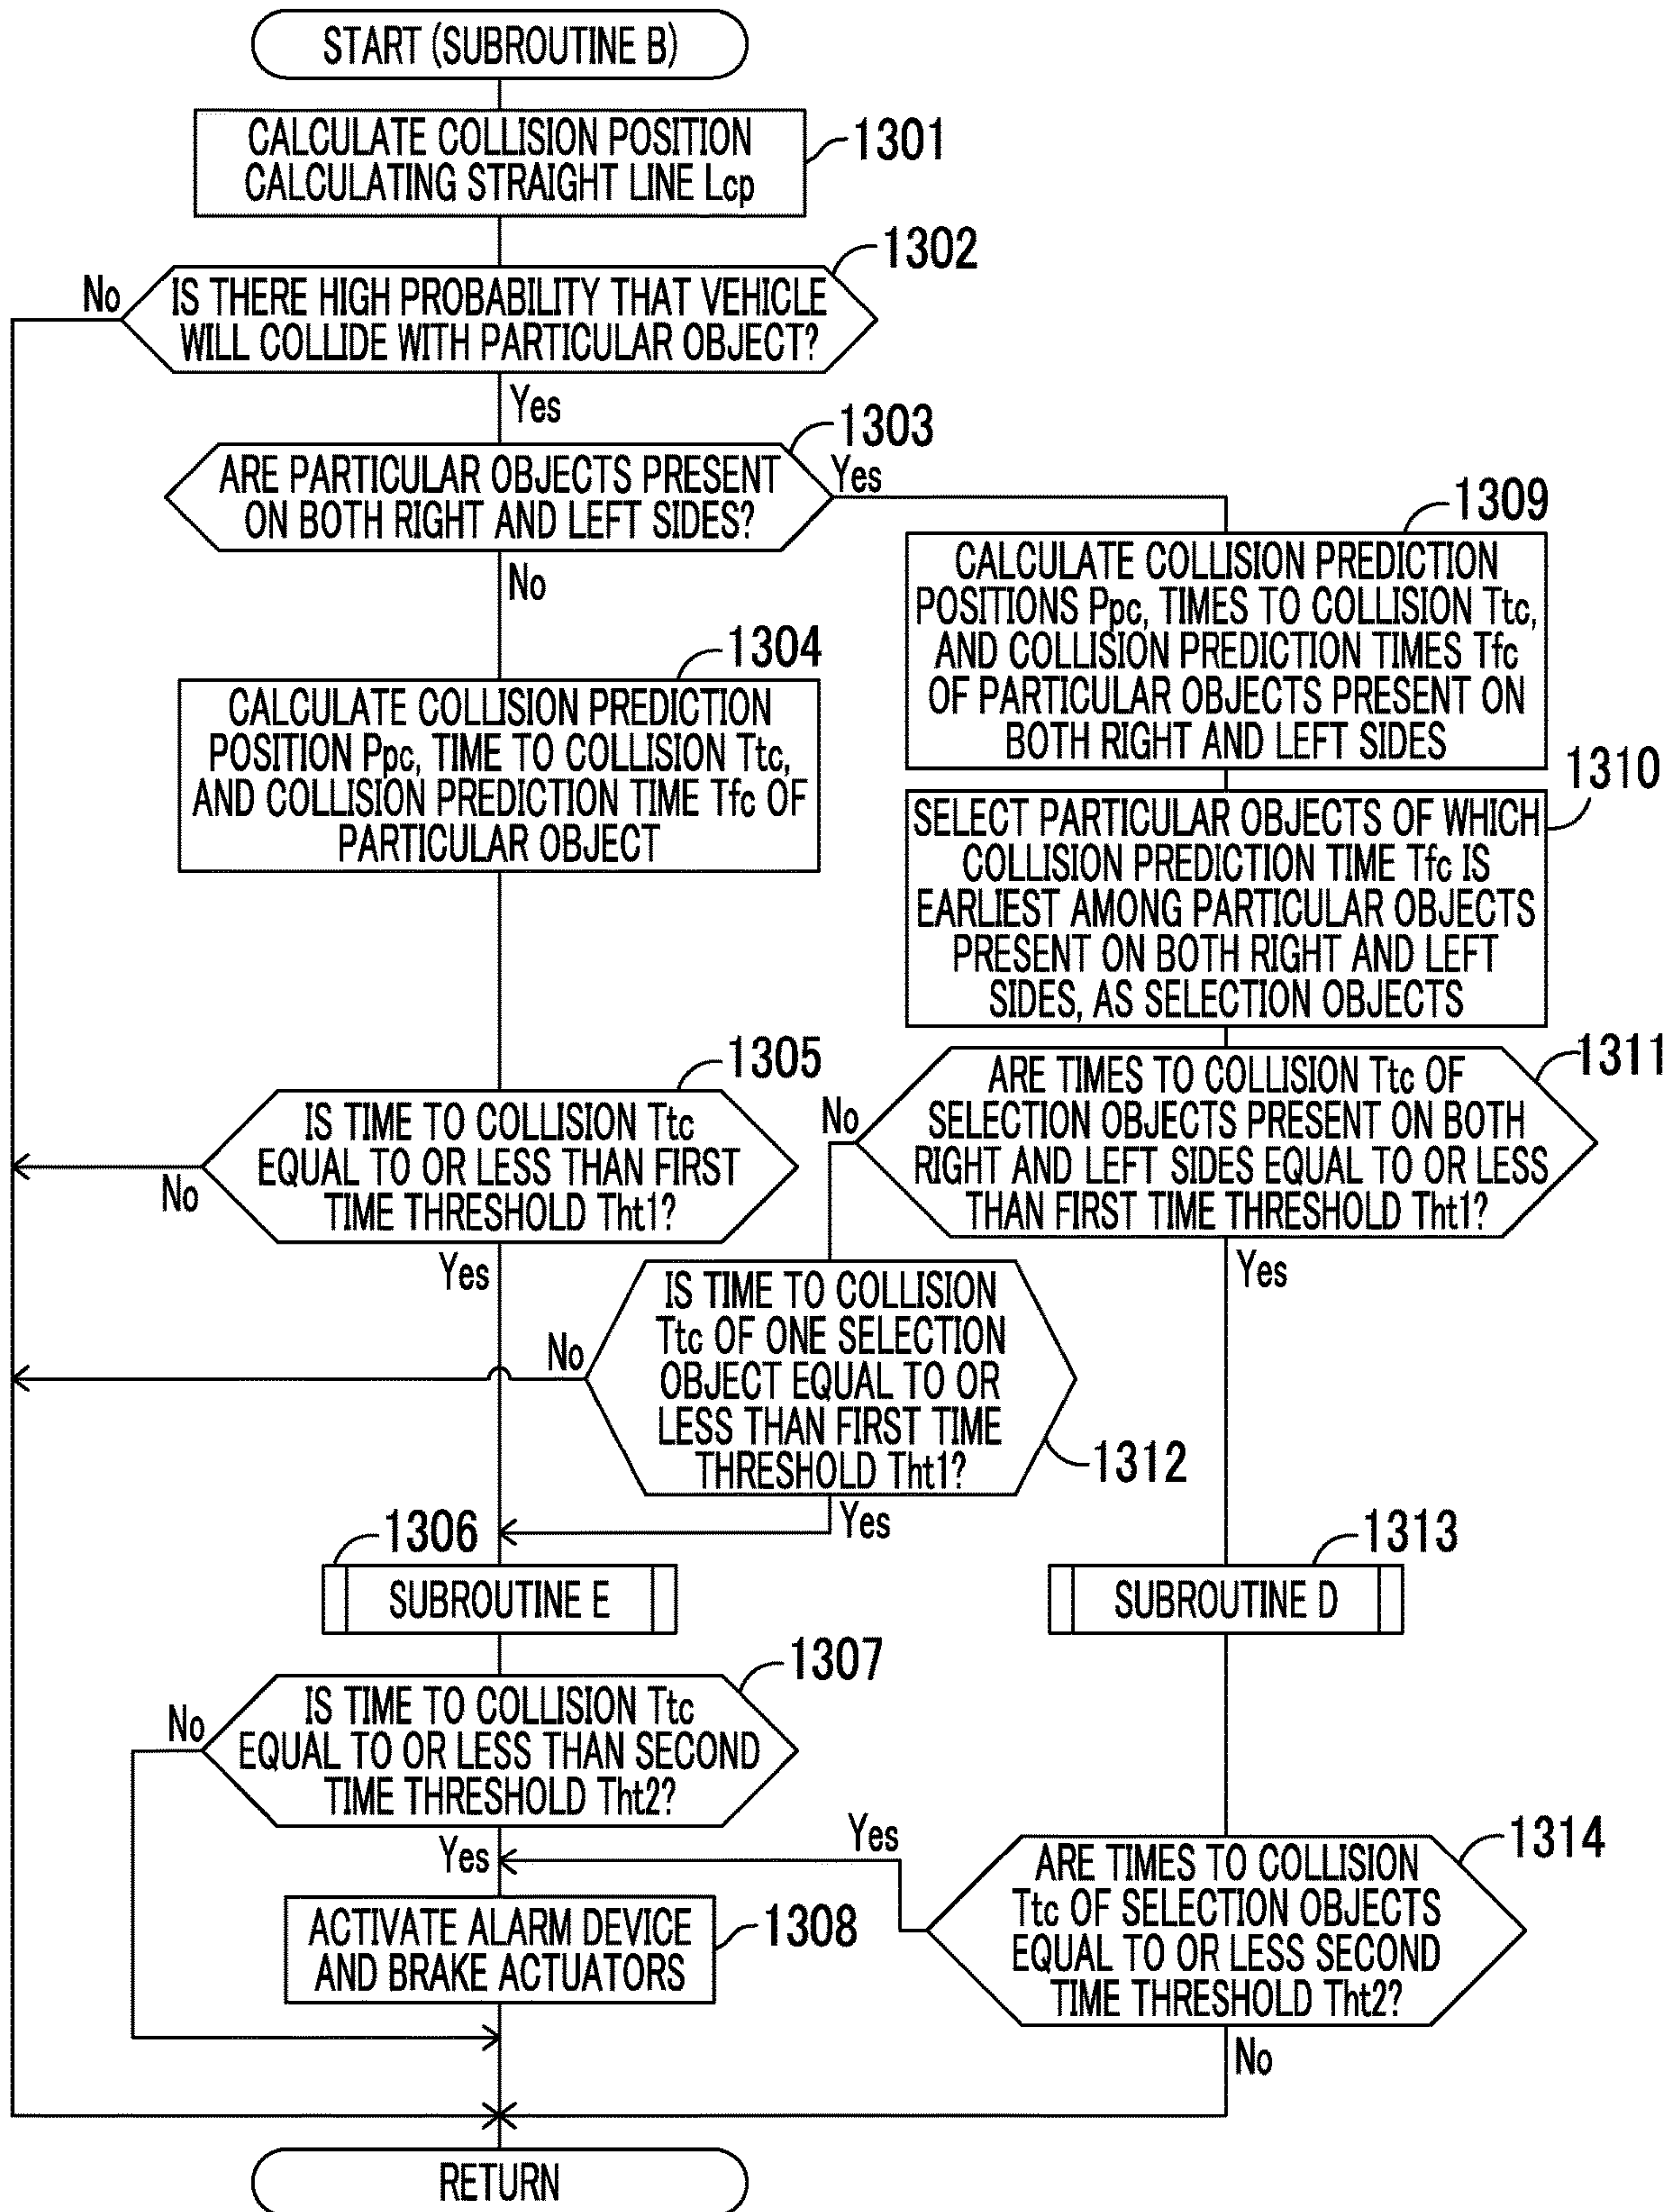 START (SUBROUTINE B)
CALCULATE COLLISION POSITION
CALCULATING STRAIGHT LINE Lcp
1301
IS THERE HIGH PROBABILITY THAT VEHICLE
WILL COLLIDE WITH PARTICULAR OBJECT?
1302
No
Yes
ARE PARTICULAR OBJECTS PRESENT
ON BOTH RIGHT AND LEFT SIDES?
1303
Yes
No
CALCULATE COLLISION PREDICTION
POSITION Ppc, TIME TO COLLISION Ttc,
AND COLLISION PREDICTION TIME Tfc OF
PARTICULAR OBJECT
1304
CALCULATE COLLISION PREDICTION
POSITIONS Ppc, TIMES TO COLLISION Ttc,
AND COLLISION PREDICTION TIMES Tfc
OF PARTICULAR OBJECTS PRESENT ON
BOTH RIGHT AND LEFT SIDES
1309
SELECT PARTICULAR OBJECTS OF WHICH
COLLISION PREDICTION TIME Tfc IS
EARLIEST AMONG PARTICULAR OBJECTS
PRESENT ON BOTH RIGHT AND LEFT
SIDES, AS SELECTION OBJECTS
1310
IS TIME TO COLLISION Ttc
EQUAL TO OR LESS THAN FIRST
TIME THRESHOLD Tht1?
1305
No
Yes
ARE TIMES TO COLLISION Ttc OF
SELECTION OBJECTS PRESENT ON BOTH
RIGHT AND LEFT SIDES EQUAL TO OR LESS
THAN FIRST TIME THRESHOLD Tht1?
1311
No
Yes
IS TIME TO COLLISION
Ttc OF ONE SELECTION
OBJECT EQUAL TO OR
LESS THAN FIRST TIME
THRESHOLD Tht1?
1312
No
Yes
1306
SUBROUTINE E
1313
SUBROUTINE D
IS TIME TO COLLISION Ttc
EQUAL TO OR LESS THAN SECOND
TIME THRESHOLD Tht2?
1307
No
Yes
ARE TIMES TO COLLISION
Ttc OF SELECTION OBJECTS
EQUAL TO OR LESS SECOND
TIME THRESHOLD Tht2?
1314
Yes
No
ACTIVATE ALARM DEVICE
AND BRAKE ACTUATORS
1308
RETURN